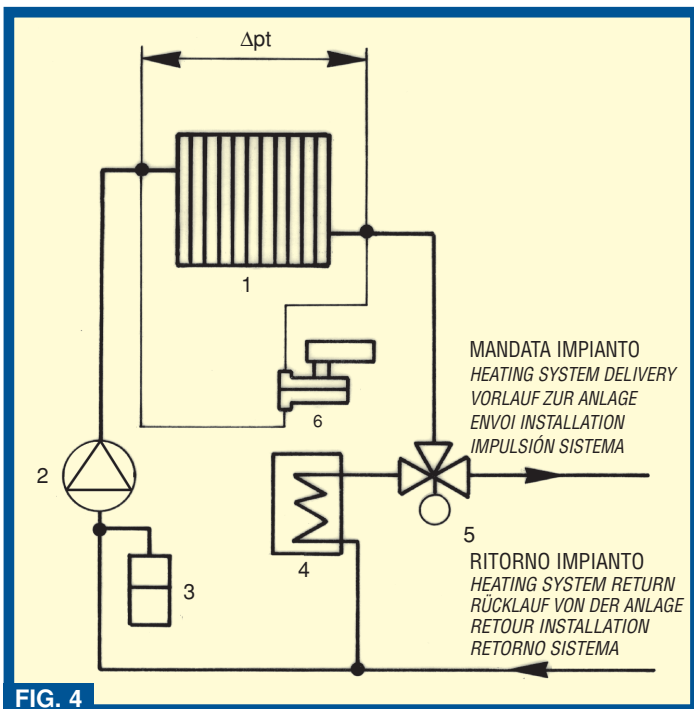 Δpt
1
MANDATA IMPIANTO
HEATING SYSTEM DELIVERY
VORLAUF ZUR ANLAGE
ENVOI INSTALLATION
IMPULSIÓN SISTEMA
6
2
5
4
3
RITORNO IMPIANTO
HEATING SYSTEM RETURN
RÜCKLAUF VON DER ANLAGE
RETOUR INSTALLATION
RETORNO SISTEMA
FIG. 4